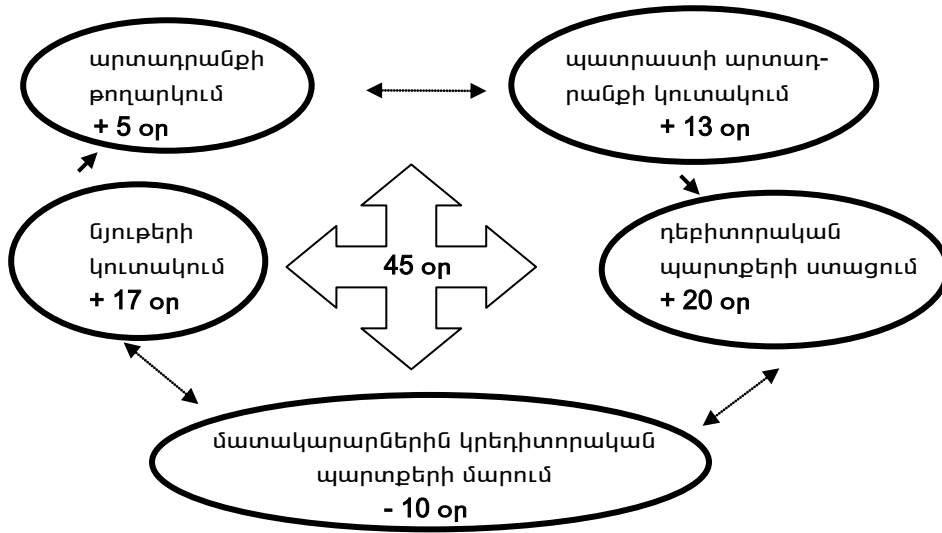 արտադրանքի
թողարկում
+ 5 օր
պատրաստի արտադ-
րանքի կուտակում
+ 13 օր
նյութերի
կուտակում
+ 17 օր
45 օր
դեբիտորական
պարտքերի ստացում
+ 20 օր
մատակարարներին կրեդիտորական
պարտքերի մարում
- 10 օր